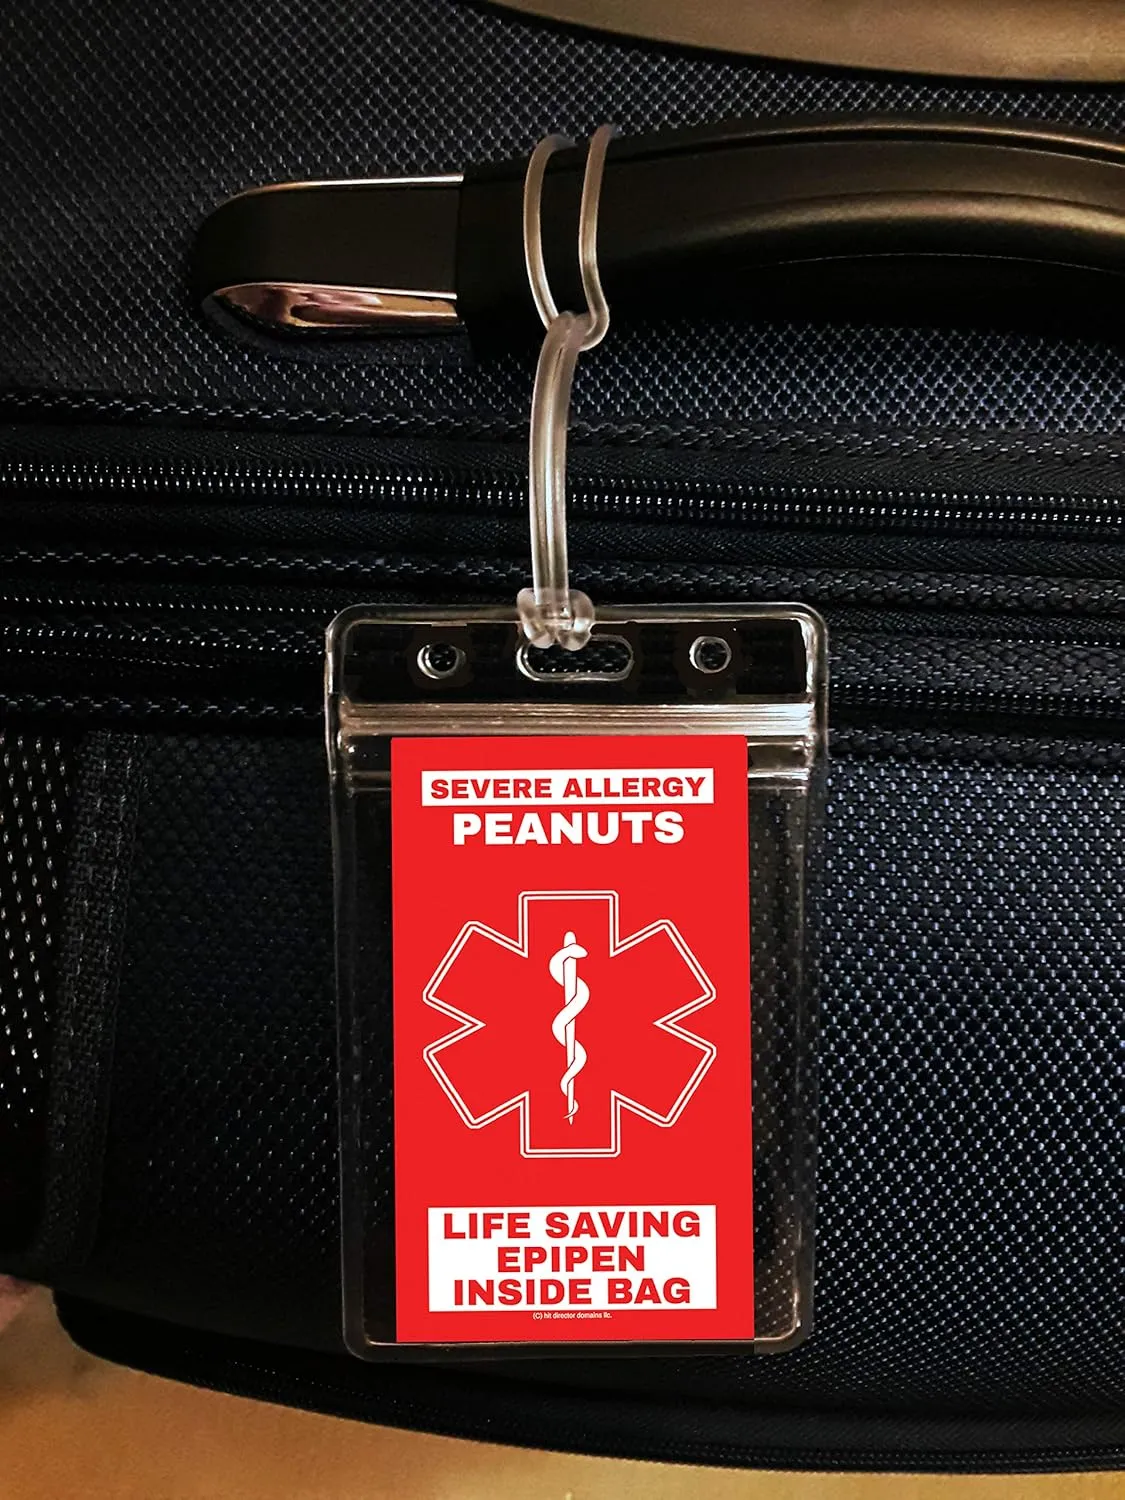 SEVERE ALLERGY
PEANUTS
LIFE SAVING
EPIPEN
INSIDE BAG
(C) hit director domains llc.